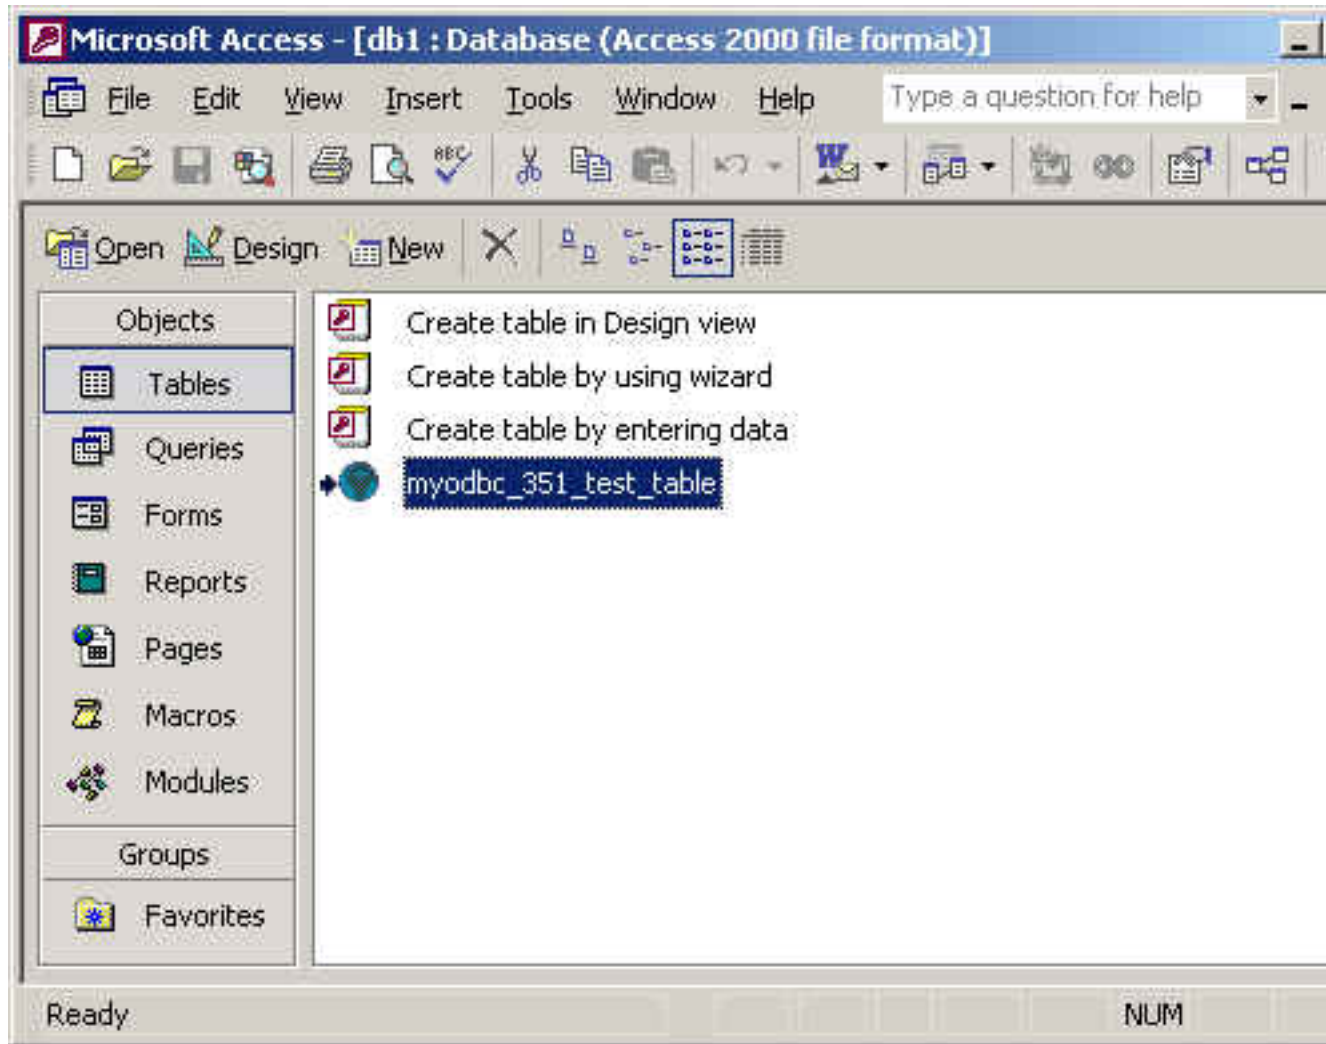 Microsoft Access - [db1 : Database (Access 2000 file format)]
File Edit View Insert Tools Window Help Type a question for help
ABC W
Open Design New
Objects
Tables
Queries
Forms
Reports
Pages
Macros
Modules
Groups
Favorites
Create table in Design view
Create table by using wizard
Create table by entering data
myodbc_351_test_table
Ready NUM